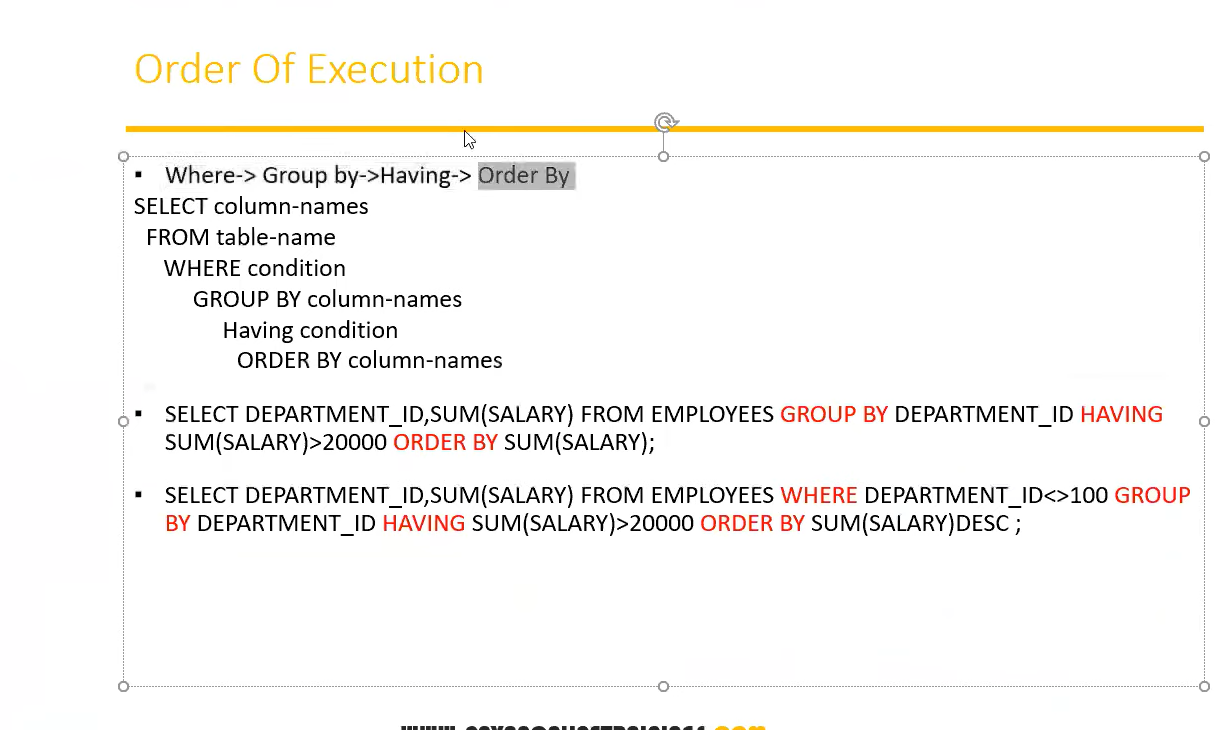 Order Of Execution
▪ Where-> Group by->Having-> Order By
SELECT column-names
FROM table-name
WHERE condition
GROUP BY column-names
Having condition
ORDER BY column-names
▪ SELECT DEPARTMENT_ID,SUM(SALARY) FROM EMPLOYEES GROUP BY DEPARTMENT_ID HAVING
SUM(SALARY)>20000 ORDER BY SUM(SALARY);
▪ SELECT DEPARTMENT_ID,SUM(SALARY) FROM EMPLOYEES WHERE DEPARTMENT_ID<>100 GROUP
BY DEPARTMENT_ID HAVING SUM(SALARY)>20000 ORDER BY SUM(SALARY)DESC ;